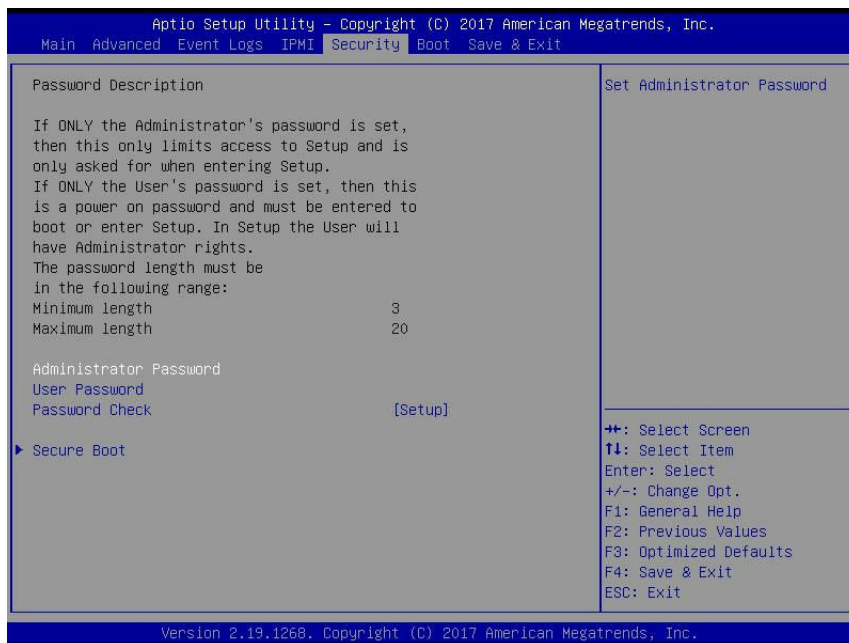 Aptio Setup Utility – Copyright (C) 2017 American Megatrends, Inc.
Main Advanced Event Logs IPMI Security Boot Save & Exit
Password Description
If ONLY the Administrator's password is set,
then this only limits access to Setup and is
only asked for when entering Setup.
If ONLY the User's password is set, then this
is a power on password and must be entered to
boot or enter Setup. In Setup the User will
have Administrator rights.
The password length must be
in the following range:
Minimum length 3
Maximum length 20
Administrator Password
User Password
Password Check [Setup]
Secure Boot
Set Administrator Password
→←: Select Screen
↑↓: Select Item
Enter: Select
+/-: Change Opt.
F1: General Help
F2: Previous Values
F3: Optimized Defaults
F4: Save & Exit
ESC: Exit
Version 2.19.1268. Copyright (C) 2017 American Megatrends, Inc.